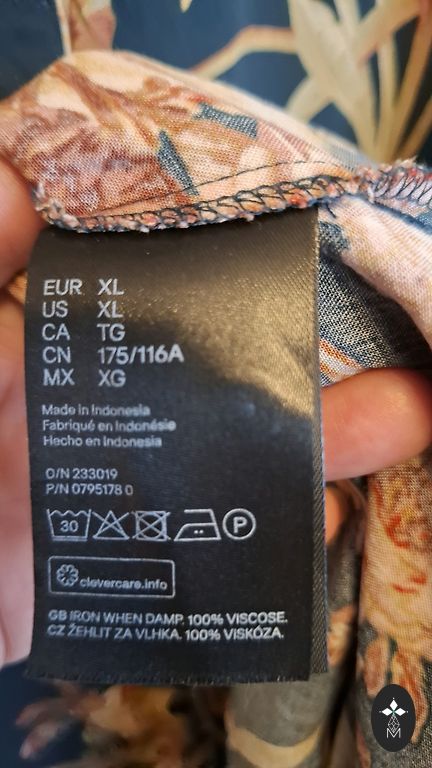 EUR XL
US XL
CA TG
CN 175/116A
MX XG
Made in Indonesia
Fabriqué en Indonésie
Hecho en Indonesia
O/N 233019
P/N 0795178 0
30 P
clevercare.info
GB IRON WHEN DAMP. 100% VISCOSE.
CZ ŽEHLIT ZA VLHKA. 100% VISKÓZA.
M